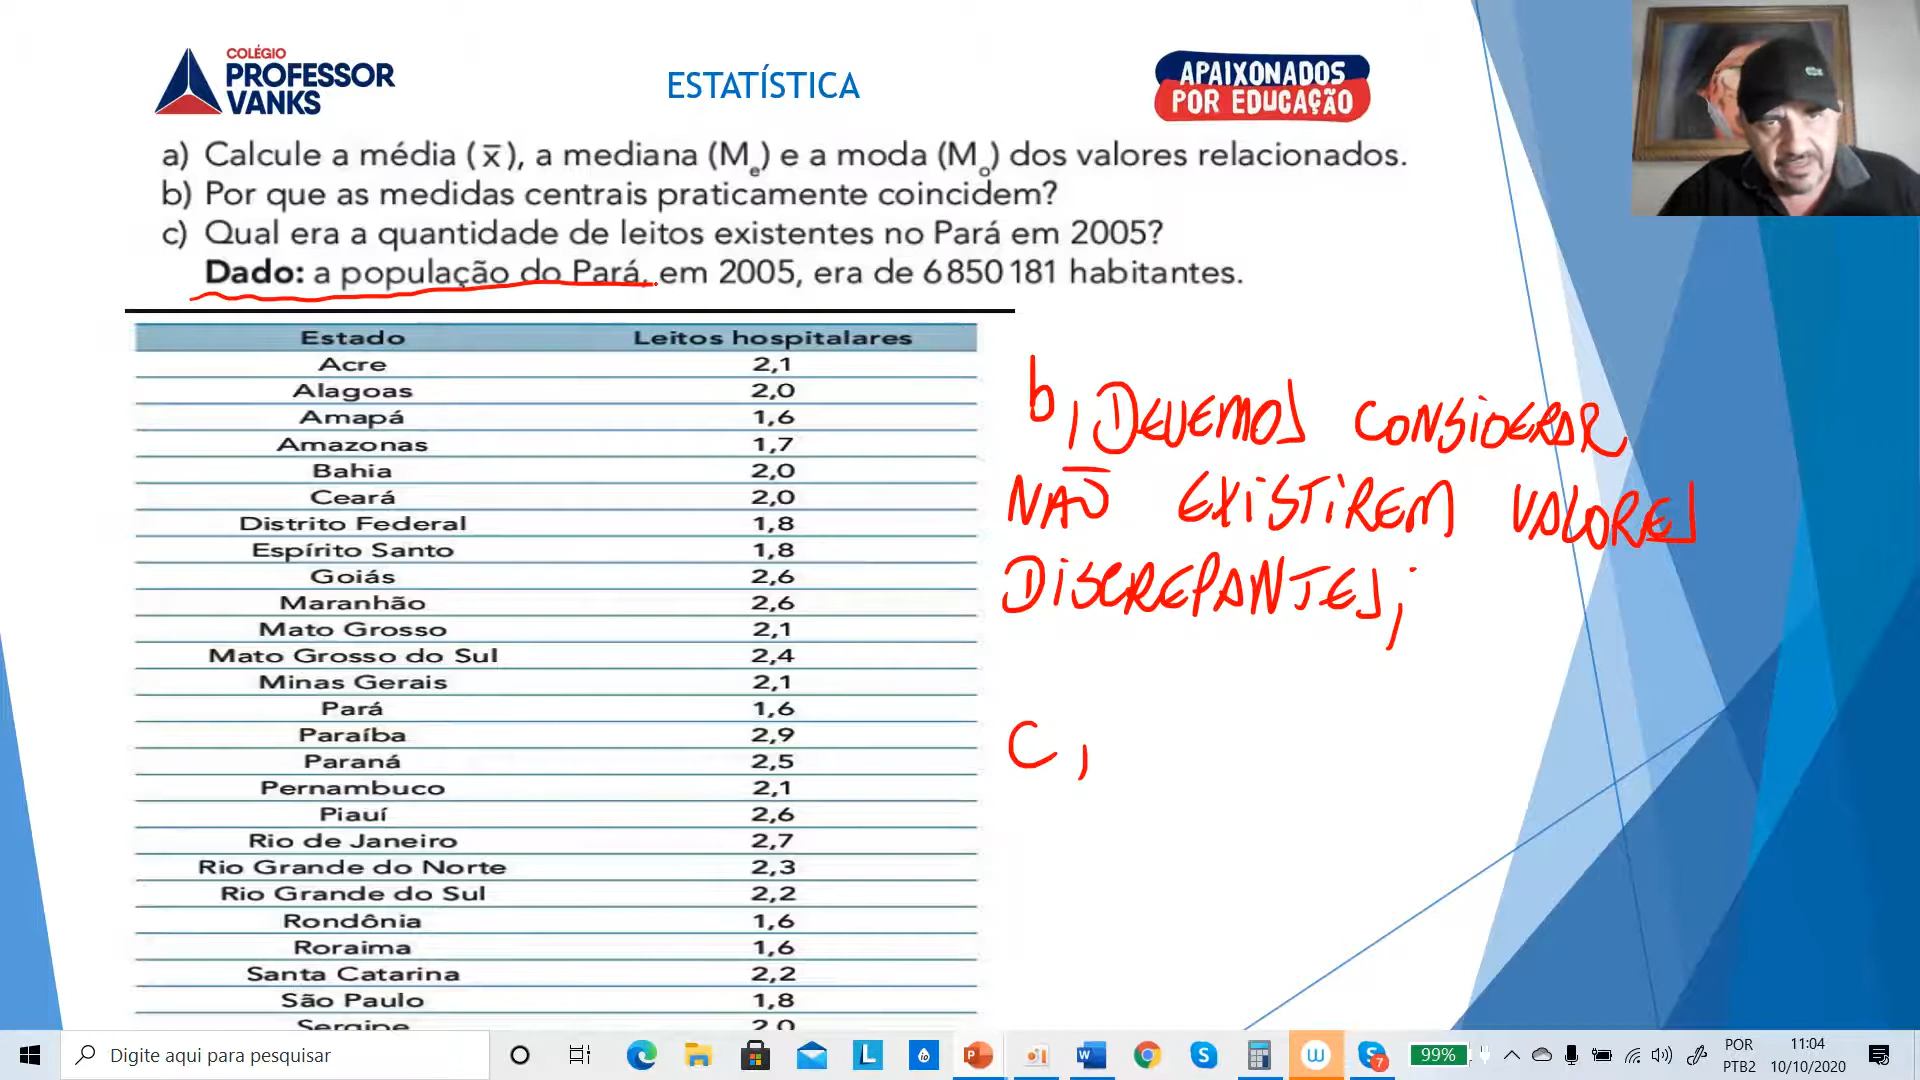 COLÉGIO
PROFESSOR
VANKS
ESTATÍSTICA
APAIXONADOS
POR EDUCAÇÃO
a) Calcule a média (x̅), a mediana (Me) e a moda (Mo) dos valores relacionados.
b) Por que as medidas centrais praticamente coincidem?
c) Qual era a quantidade de leitos existentes no Pará em 2005?
Dado: a população do Pará, em 2005, era de 6 850 181 habitantes.
Estado Leitos hospitalares
Acre 2,1
Alagoas 2,0
Amapá 1,6
Amazonas 1,7
Bahia 2,0
Ceará 2,0
Distrito Federal 1,8
Espírito Santo 1,8
Goiás 2,6
Maranhão 2,6
Mato Grosso 2,1
Mato Grosso do Sul 2,4
Minas Gerais 2,1
Pará 1,6
Paraíba 2,9
Paraná 2,5
Pernambuco 2,1
Piauí 2,6
Rio de Janeiro 2,7
Rio Grande do Norte 2,3
Rio Grande do Sul 2,2
Rondônia 1,6
Roraima 1,6
Santa Catarina 2,2
São Paulo 1,8
Sergipe 2,0
b, DEVEMOS CONSIDERAR
NÃO EXISTIREM VALORES
DISCREPANTES;
C,
Digite aqui para pesquisar
99%
POR
PTB2
11:04
10/10/2020